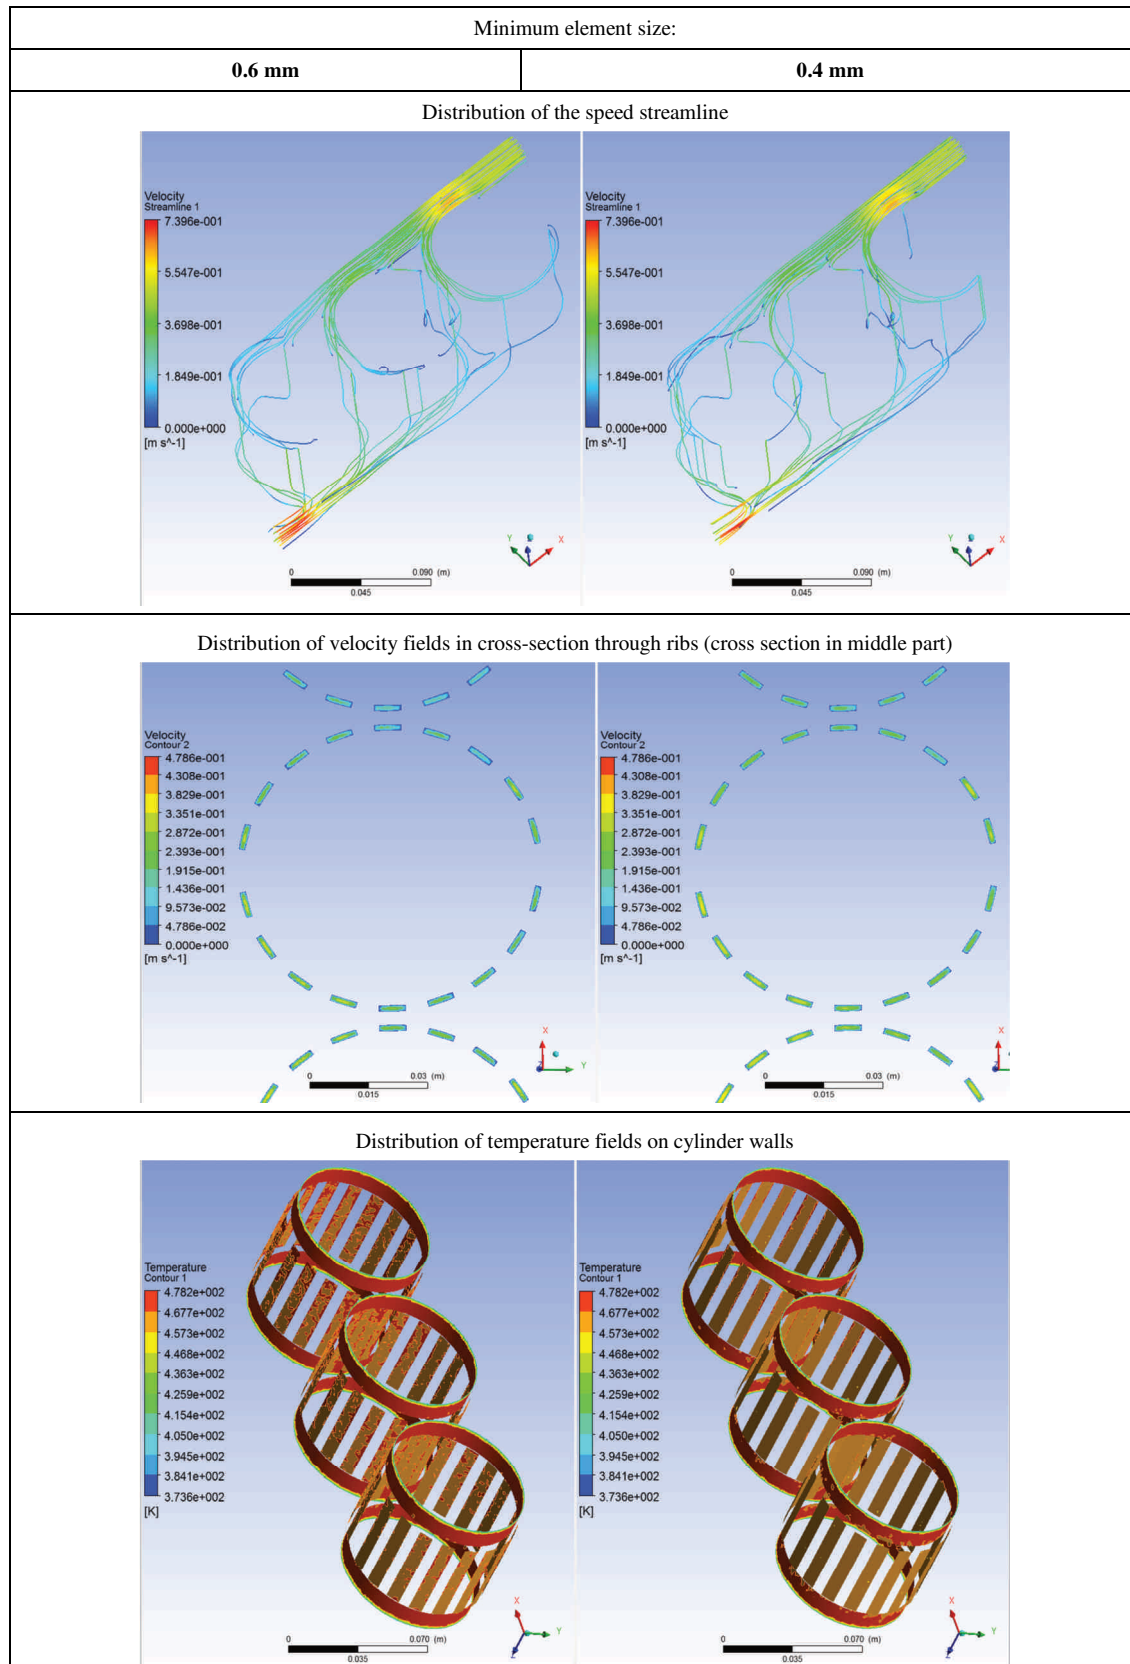 Minimum element size:
0.6 mm
0.4 mm
Distribution of the speed streamline
Velocity
Streamline 1
7.396e-001
5.547e-001
3.698e-001
1.849e-001
0.000e+000
[m s^-1]
Y
X
0
0.090 (m)
0.045
Velocity
Streamline 1
7.396e-001
5.547e-001
3.698e-001
1.849e-001
0.000e+000
[m s^-1]
Y
X
0
0.090 (m)
0.045
Distribution of velocity fields in cross-section through ribs (cross section in middle part)
Velocity
Contour 2
4.786e-001
4.308e-001
3.829e-001
3.351e-001
2.872e-001
2.393e-001
1.915e-001
1.436e-001
9.573e-002
4.786e-002
0.000e+000
[m s^-1]
X
Z
Y
0
0.03 (m)
0.015
Velocity
Contour 2
4.786e-001
4.308e-001
3.829e-001
3.351e-001
2.872e-001
2.393e-001
1.915e-001
1.436e-001
9.573e-002
4.786e-002
0.000e+000
[m s^-1]
X
Z
0
0.03 (m)
0.015
Distribution of temperature fields on cylinder walls
Temperature
Contour 1
4.782e+002
4.677e+002
4.573e+002
4.468e+002
4.363e+002
4.259e+002
4.154e+002
4.050e+002
3.945e+002
3.841e+002
3.736e+002
[K]
X
Y
Z
0
0.070 (m)
0.035
Temperature
Contour 1
4.782e+002
4.677e+002
4.573e+002
4.468e+002
4.363e+002
4.259e+002
4.154e+002
4.050e+002
3.945e+002
3.841e+002
3.736e+002
[K]
X
Y
Z
0
0.070 (m)
0.035